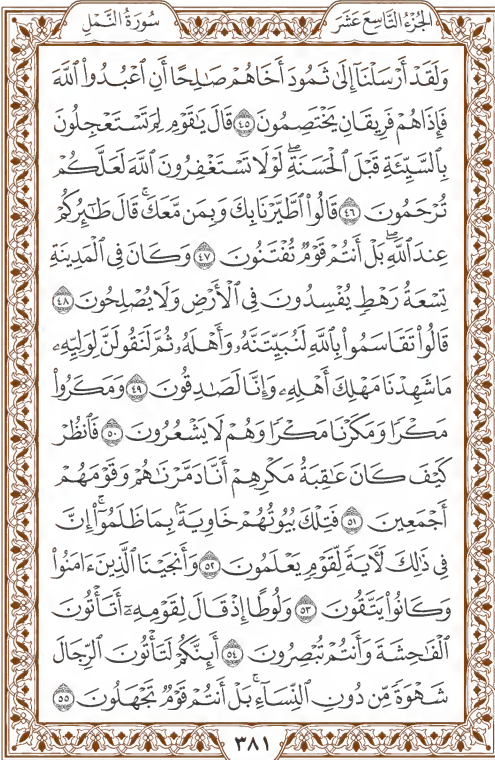 الجزء التاسع عشر
سورة النمل
وَلَقَدْ أَرْسَلْنَآ إِلَىٰ ثَمُودَ أَخَاهُمْ صَٰلِحًا أَنِ ٱعْبُدُوا۟ ٱللَّهَ
فَإِذَا هُمْ فَرِيقَانِ يَخْتَصِمُونَ ٤٥ قَالَ يَٰقَوْمِ لِمَ تَسْتَعْجِلُونَ
بِٱلسَّيِّئَةِ قَبْلَ ٱلْحَسَنَةِ ۖ لَوْلَا تَسْتَغْفِرُونَ ٱللَّهَ لَعَلَّكُمْ
تُرْحَمُونَ ٤٦ قَالُوا۟ ٱطَّيَّرْنَا بِكَ وَبِمَن مَّعَكَ ۚ قَالَ طَٰٓئِرُكُمْ
عِندَ ٱللَّهِ ۖ بَلْ أَنتُمْ قَوْمٌ تُفْتَنُونَ ٤٧ وَكَانَ فِى ٱلْمَدِينَةِ
تِسْعَةُ رَهْطٍ يُفْسِدُونَ فِى ٱلْأَرْضِ وَلَا يُصْلِحُونَ ٤٨
قَالُوا۟ تَقَاسَمُوا۟ بِٱللَّهِ لَنُبَيِّتَنَّهُۥ وَأَهْلَهُۥ ثُمَّ لَنَقُولَنَّ لِوَلِيِّهِۦ
مَا شَهِدْنَا مَهْلِكَ أَهْلِهِۦ وَإِنَّا لَصَٰدِقُونَ ٤٩ وَمَكَرُوا۟
مَكْرًا وَمَكَرْنَا مَكْرًا وَهُمْ لَا يَشْعُرُونَ ٥٠ فَٱنظُرْ
كَيْفَ كَانَ عَٰقِبَةُ مَكْرِهِمْ أَنَّا دَمَّرْنَٰهُمْ وَقَوْمَهُمْ
أَجْمَعِينَ ٥١ فَتِلْكَ بُيُوتُهُمْ خَاوِيَةًۢ بِمَا ظَلَمُوٓا۟ ۗ إِنَّ
فِى ذَٰلِكَ لَءَايَةً لِّقَوْمٍ يَعْلَمُونَ ٥٢ وَأَنجَيْنَا ٱلَّذِينَ ءَامَنُوا۟
وَكَانُوا۟ يَتَّقُونَ ٥٣ وَلُوطًا إِذْ قَالَ لِقَوْمِهِۦٓ أَتَأْتُونَ
ٱلْفَٰحِشَةَ وَأَنتُمْ تُبْصِرُونَ ٥٤ أَئِنَّكُمْ لَتَأْتُونَ ٱلرِّجَالَ
شَهْوَةً مِّن دُونِ ٱلنِّسَآءِ ۚ بَلْ أَنتُمْ قَوْمٌ تَجْهَلُونَ ٥٥
٣٨١